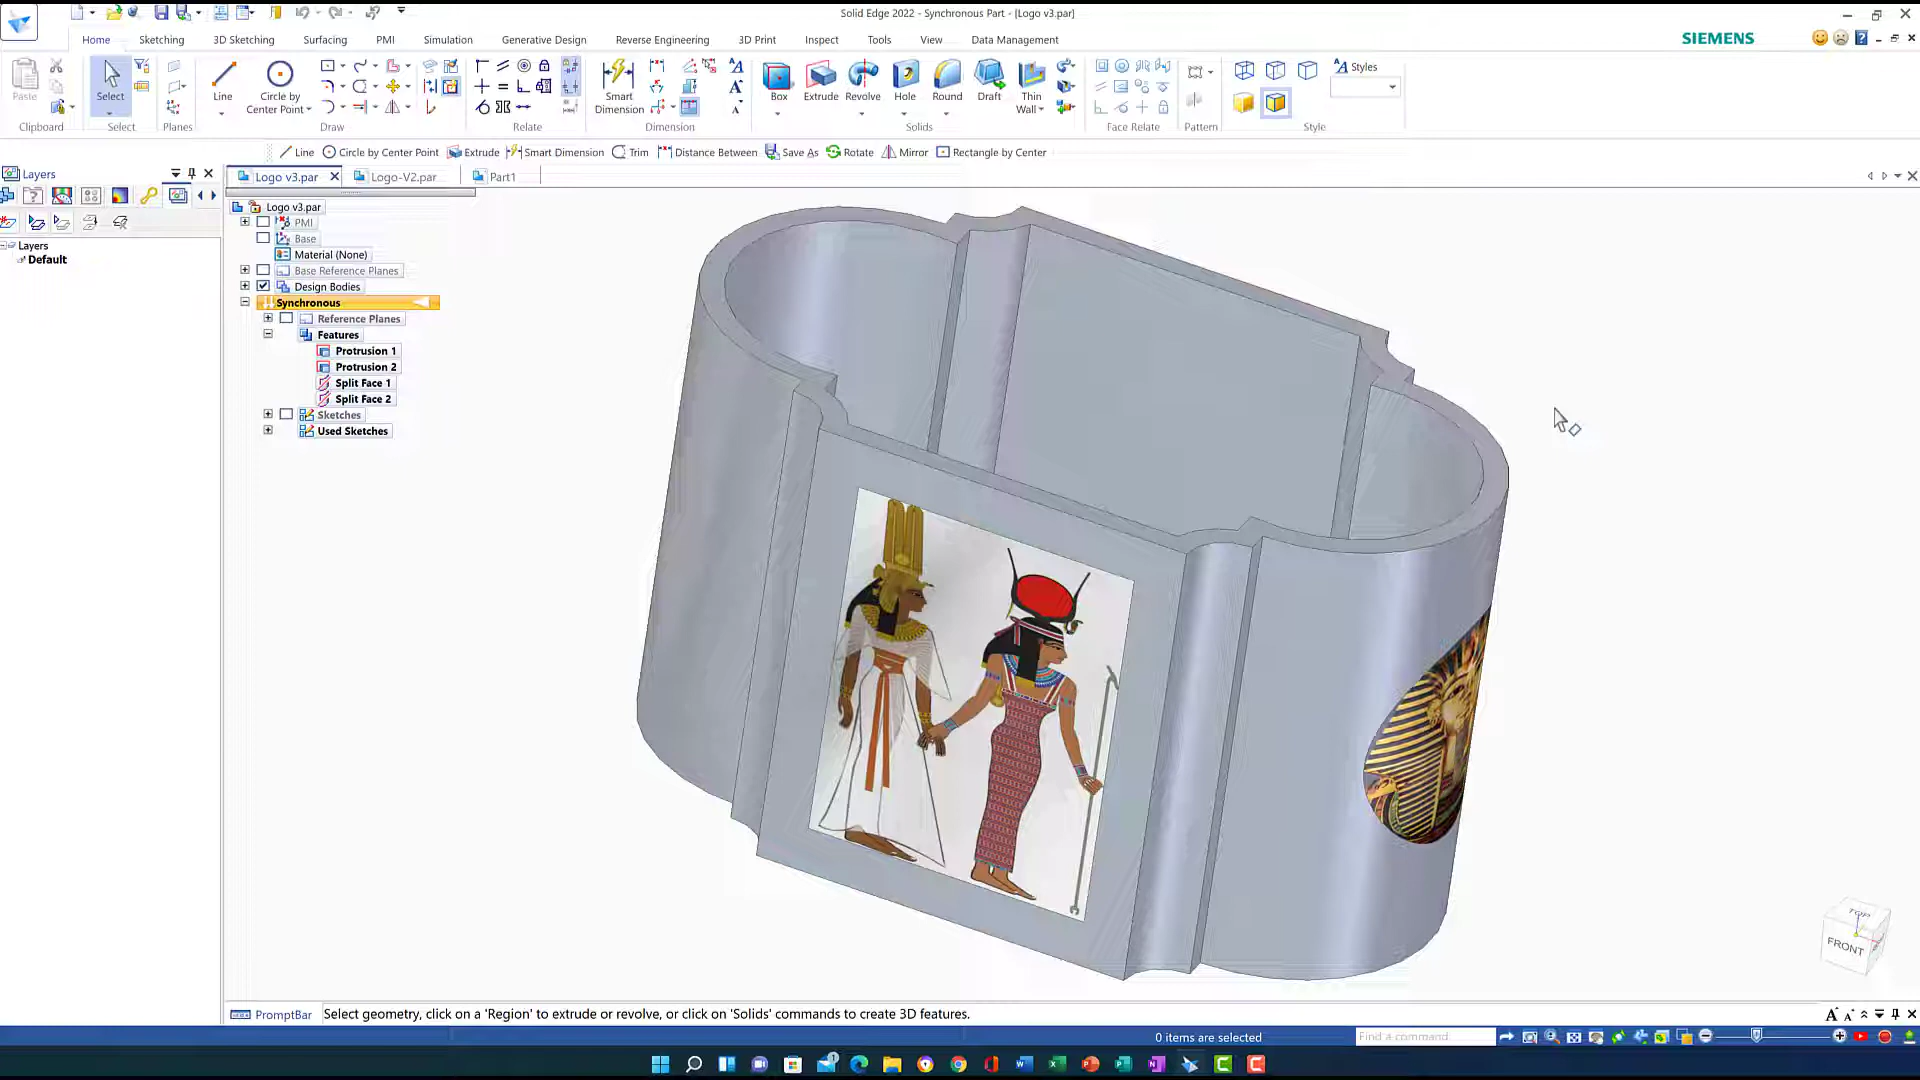 Solid Edge 2022 - Synchronous Part - [Logo v3.par]
Home Sketching 3D Sketching Surfacing PMI Simulation Generative Design Reverse Engineering 3D Print Inspect Tools View Data Management
SIEMENS
Paste
Select
Line
Circle by Center Point
Smart Dimension
Box
Extrude
Revolve
Hole
Round
Draft
Thin Wall
Styles
Clipboard Select Planes Draw Relate Dimension Solids Face Relate Pattern Style
Line Circle by Center Point Extrude Smart Dimension Trim Distance Between Save As Rotate Mirror Rectangle by Center
Layers
Logo v3.par
Logo-V2.par
Part1
Layers
Default
Logo v3.par
PMI
Base
Material (None)
Base Reference Planes
Design Bodies
Synchronous
Reference Planes
Features
Protrusion 1
Protrusion 2
Split Face 1
Split Face 2
Sketches
Used Sketches
TOP
FRONT
PromptBar
Select geometry, click on a 'Region' to extrude or revolve, or click on 'Solids' commands to create 3D features.
0 items are selected
Find a command